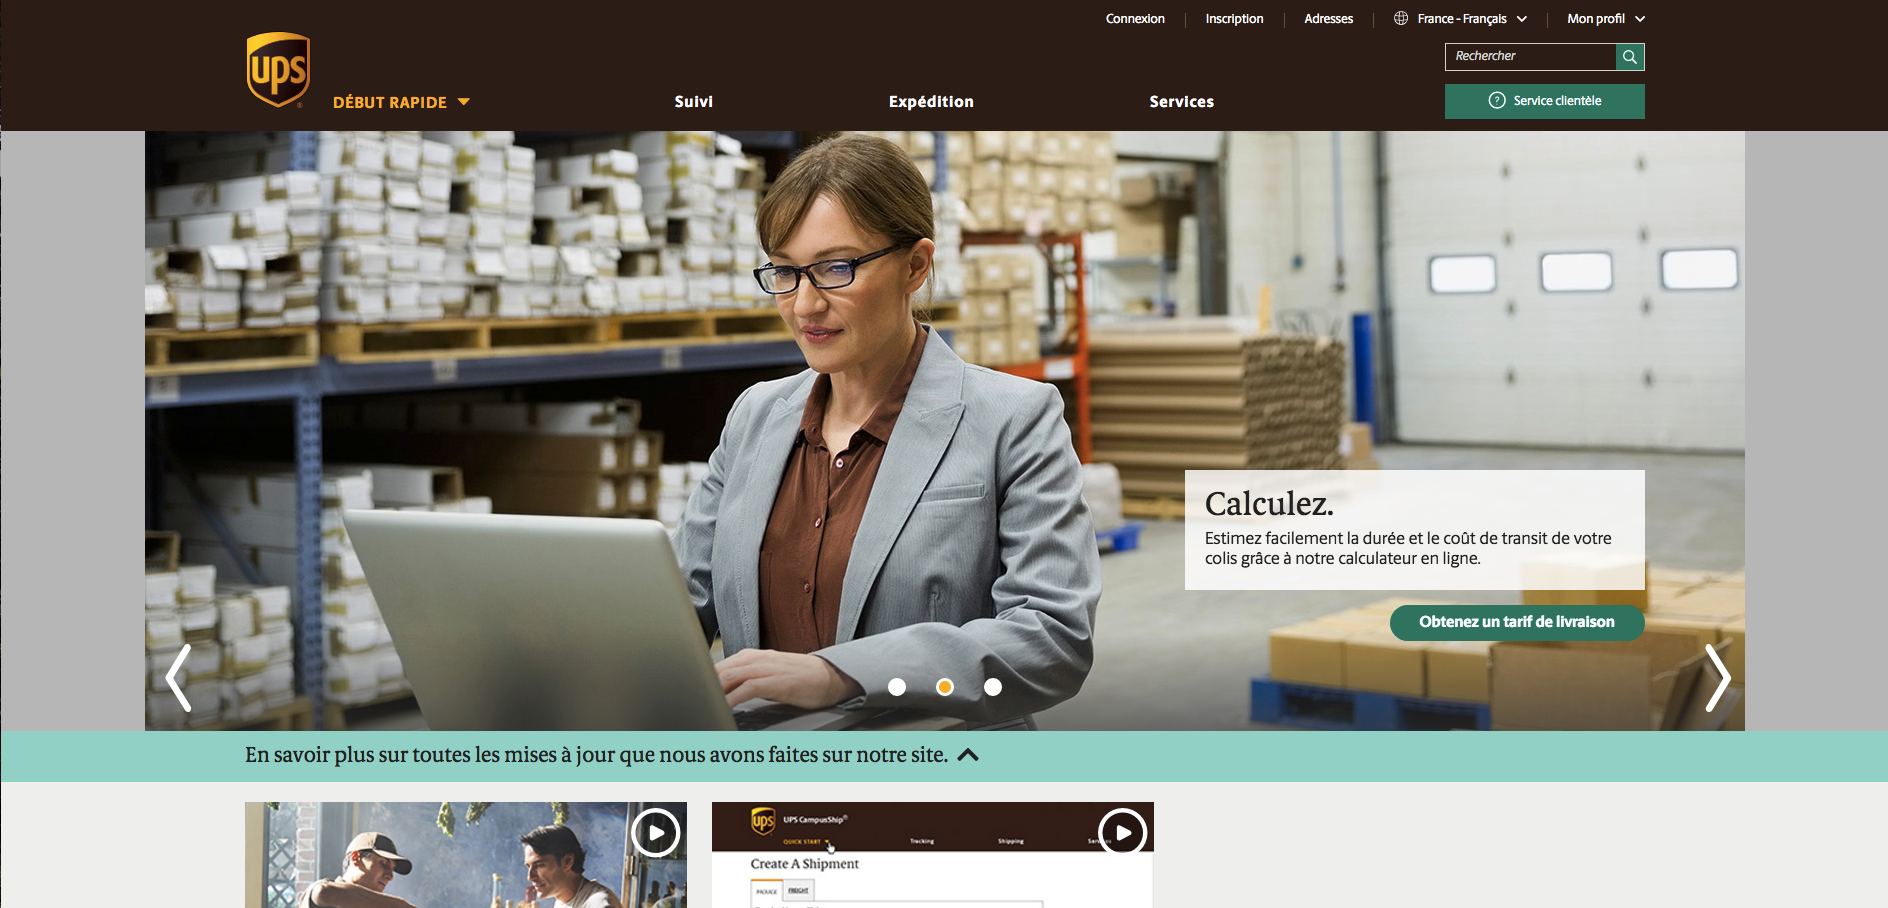 Connexion
Inscription
Adresses
France - Français
Mon profil
Rechercher
ups
DÉBUT RAPIDE
Suivi
Expédition
Services
Service clientèle
Calculez.
Estimez facilement la durée et le coût de transit de votre
colis grâce à notre calculateur en ligne.
Obtenez un tarif de livraison
En savoir plus sur toutes les mises à jour que nous avons faites sur notre site.
ups
UPS CampusShip®
QUICK START
Tracking
Shipping
Create A Shipment
PACKAGE
FREIGHT